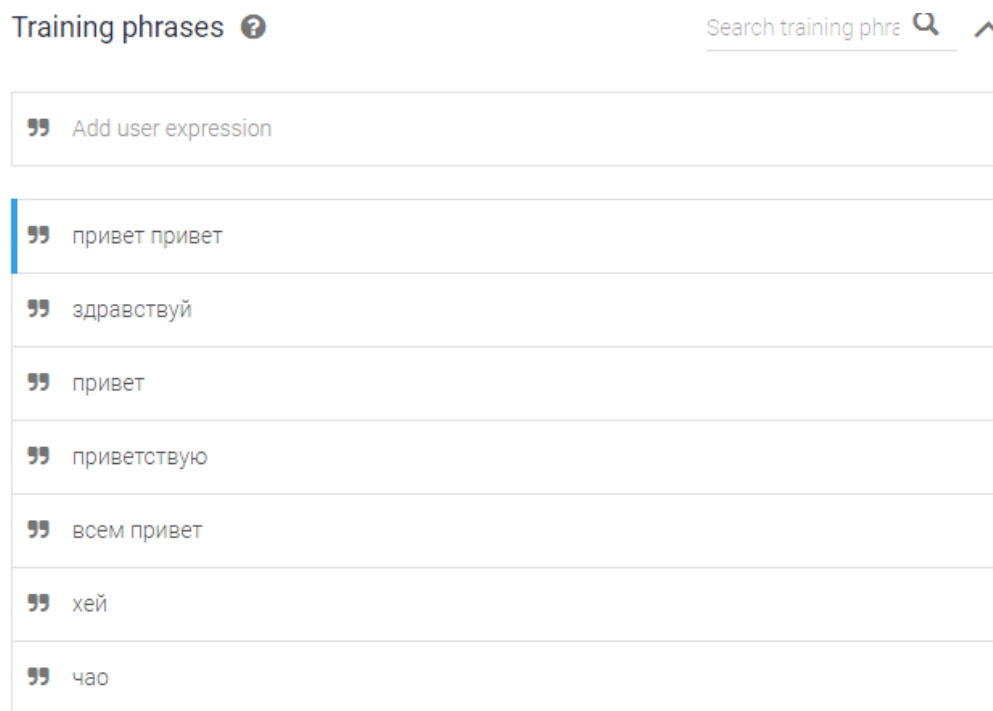 Training phrases
Search training phra
Add user expression
привет привет
здравствуй
привет
приветствую
всем привет
хей
чао